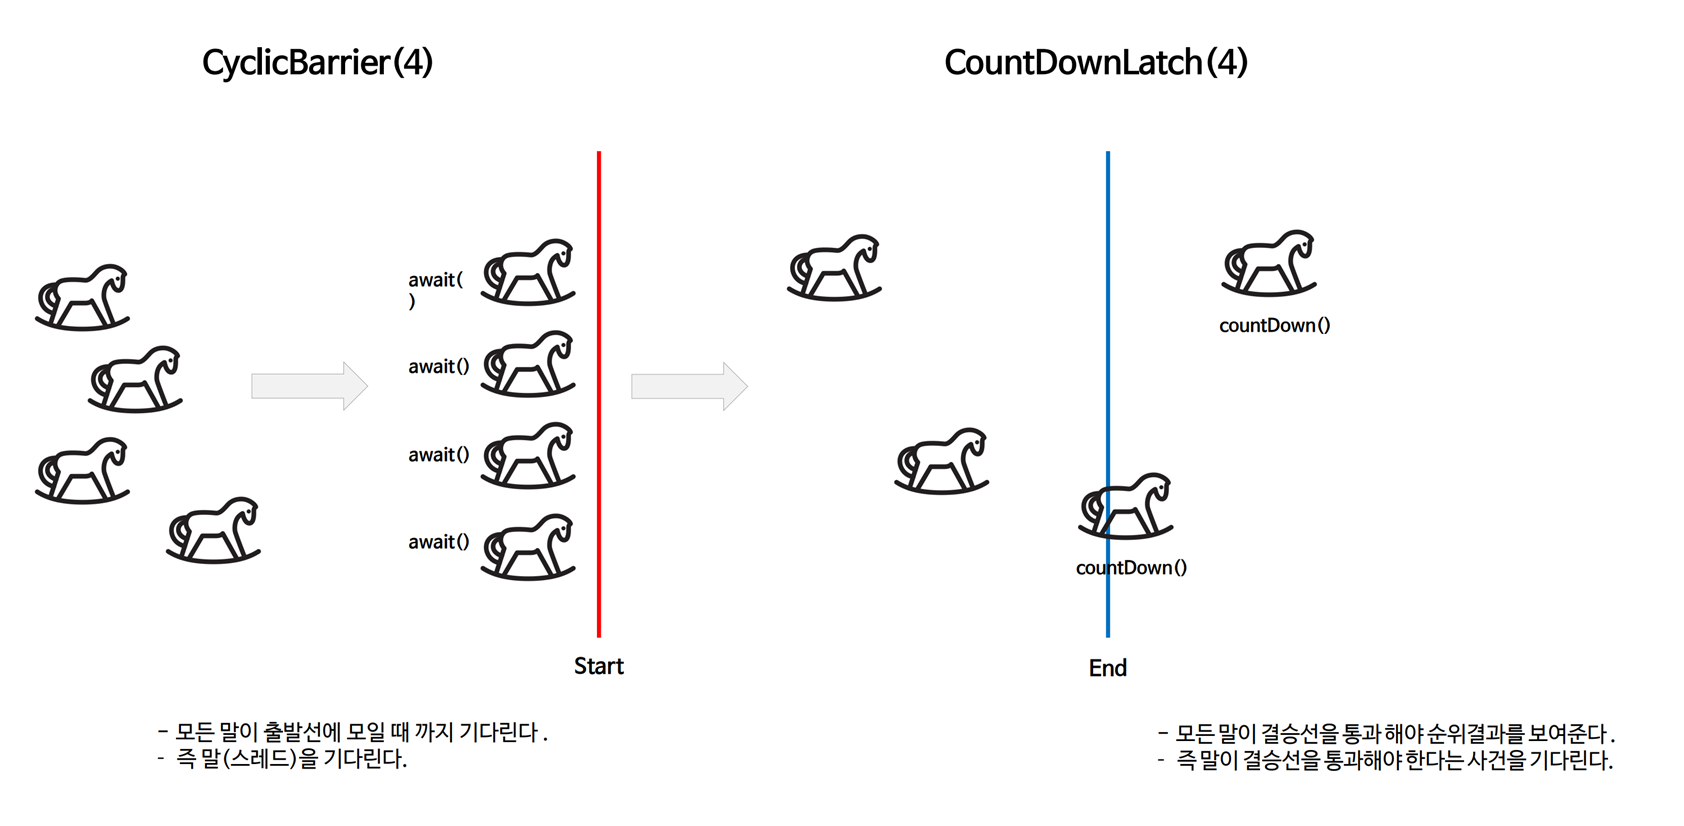 CyclicBarrier(4)
CountDownLatch(4)
await(
)
await()
await()
await()
countDown()
countDown()
Start
End
- 모든 말이 출발선에 모일 때 까지 기다린다.
- 즉 말(스레드)을 기다린다.
- 모든 말이 결승선을 통과 해야 순위결과를 보여준다.
- 즉 말이 결승선을 통과해야 한다는 사건을 기다린다.